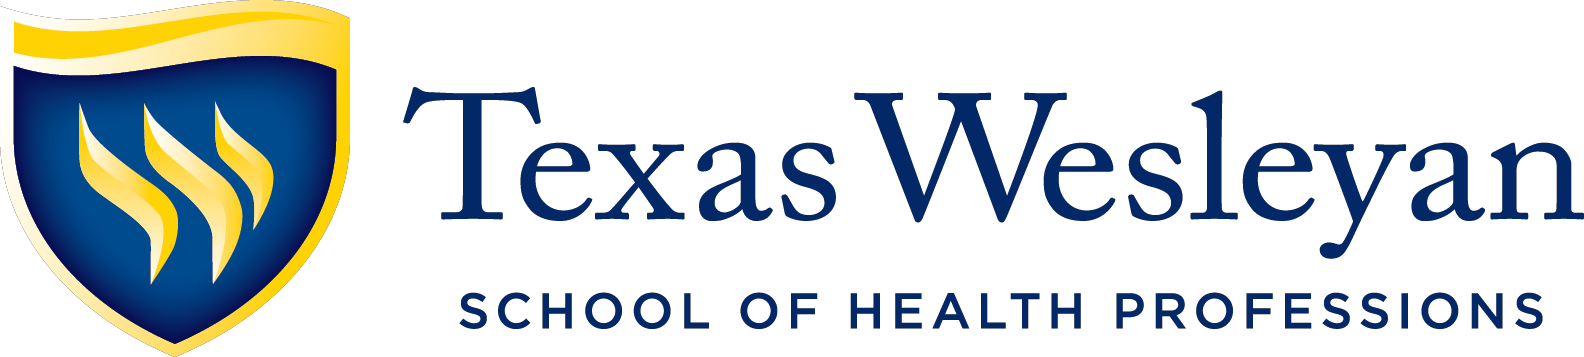 Texas Wesleyan
SCHOOL OF HEALTH PROFESSIONS